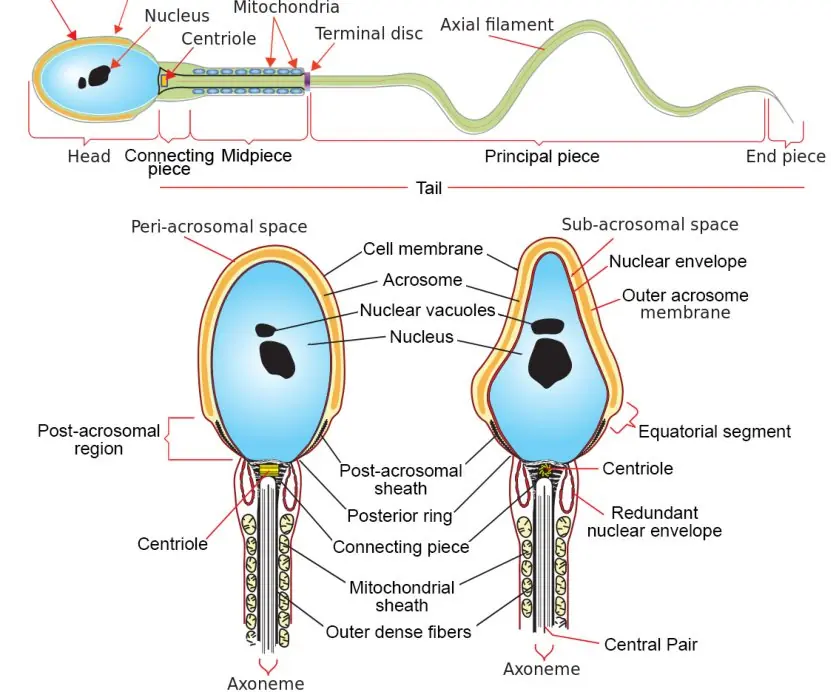 Nucleus
Mitochondria
Centriole
Terminal disc
Axial filament
Head
Connecting
piece
Midpiece
Principal piece
End piece
Tail
Peri-acrosomal space
Sub-acrosomal space
Cell membrane
Nuclear envelope
Acrosome
Outer acrosome
membrane
Nuclear vacuoles
Nucleus
Post-acrosomal
region
Equatorial segment
Post-acrosomal
sheath
Centriole
Posterior ring
Redundant
nuclear envelope
Centriole
Connecting piece
Mitochondrial
sheath
Outer dense fibers
Central Pair
Axoneme
Axoneme